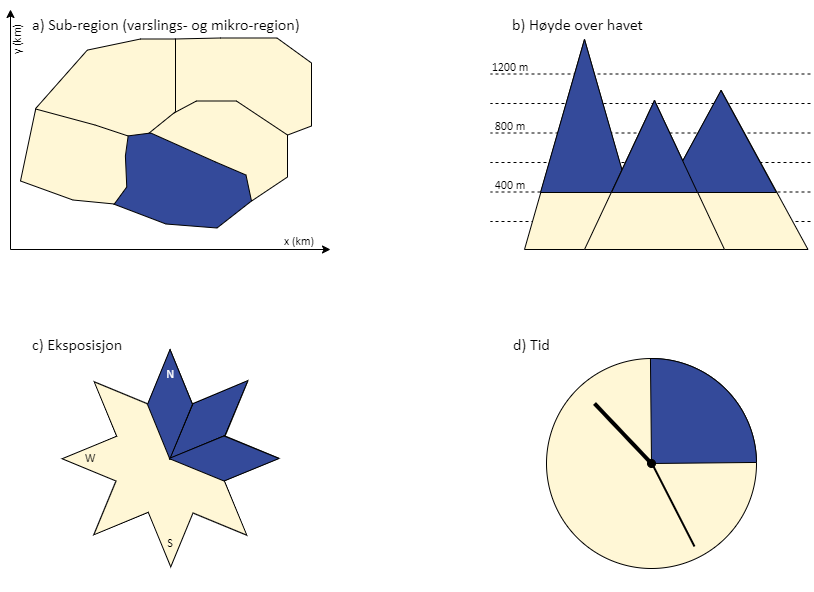 a) Sub-region (varslings- og mikro-region)
y (km)
x (km)
b) Høyde over havet
1200 m
800 m
400 m
c) Eksposisjon
N
W
S
d) Tid